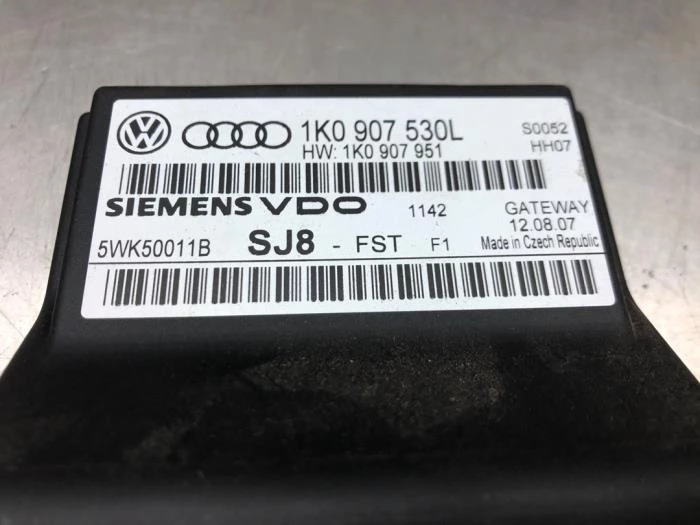 1K0 907 530L S0052
HW: 1K0 907 951 HH07
SIEMENS VDO 1142 GATEWAY
12.08.07
5WK50011B SJ8 - FST F1 Made in Czech Republic